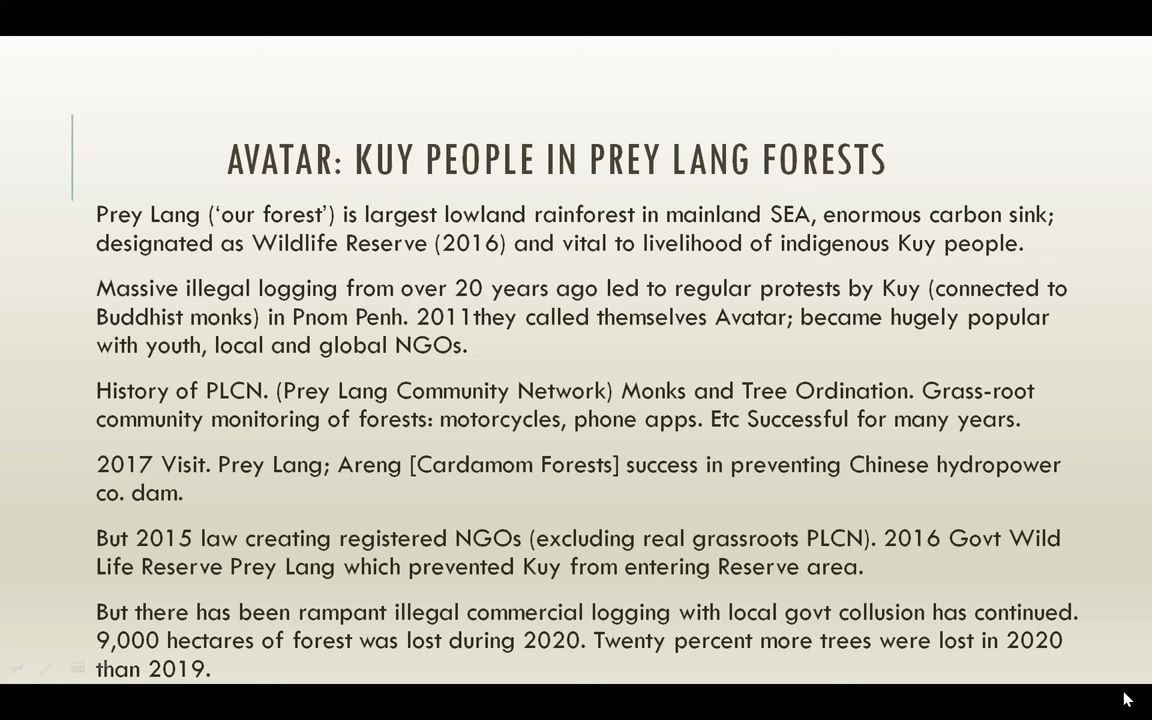 AVATAR: KUY PEOPLE IN PREY LANG FORESTS
Prey Lang (‘our forest’) is largest lowland rainforest in mainland SEA, enormous carbon sink;
designated as Wildlife Reserve (2016) and vital to livelihood of indigenous Kuy people.
Massive illegal logging from over 20 years ago led to regular protests by Kuy (connected to
Buddhist monks) in Pnom Penh. 2011they called themselves Avatar; became hugely popular
with youth, local and global NGOs.
History of PLCN. (Prey Lang Community Network) Monks and Tree Ordination. Grass-root
community monitoring of forests: motorcycles, phone apps. Etc Successful for many years.
2017 Visit. Prey Lang; Areng [Cardamom Forests] success in preventing Chinese hydropower
co. dam.
But 2015 law creating registered NGOs (excluding real grassroots PLCN). 2016 Govt Wild
Life Reserve Prey Lang which prevented Kuy from entering Reserve area.
But there has been rampant illegal commercial logging with local govt collusion has continued.
9,000 hectares of forest was lost during 2020. Twenty percent more trees were lost in 2020
than 2019.